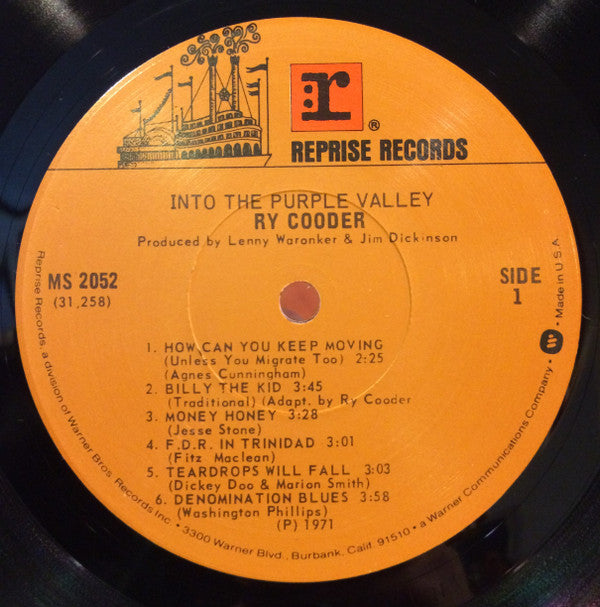 r ®
REPRISE RECORDS
INTO THE PURPLE VALLEY
RY COODER
Produced by Lenny Waronker & Jim Dickinson
MS 2052
(31,258)
SIDE
1
1. HOW CAN YOU KEEP MOVING
(Unless You Migrate Too) 2:25
(Agnes Cunningham)
2. BILLY THE KID 3:45
(Traditional) (Adapt. by Ry Cooder
3. MONEY HONEY 3:28
(Jesse Stone)
4. F.D.R. IN TRINIDAD 3:01
(Fitz Maclean)
5. TEARDROPS WILL FALL 3:03
(Dickey Doo & Marion Smith)
6. DENOMINATION BLUES 3:58
(Washington Phillips)
(P) 1971
Reprise Records, a division of Warner Bros. Records Inc. • 3300 Warner Blvd., Burbank, Calif. 91510 • a Warner Communications Company • W • Made in U.S.A.